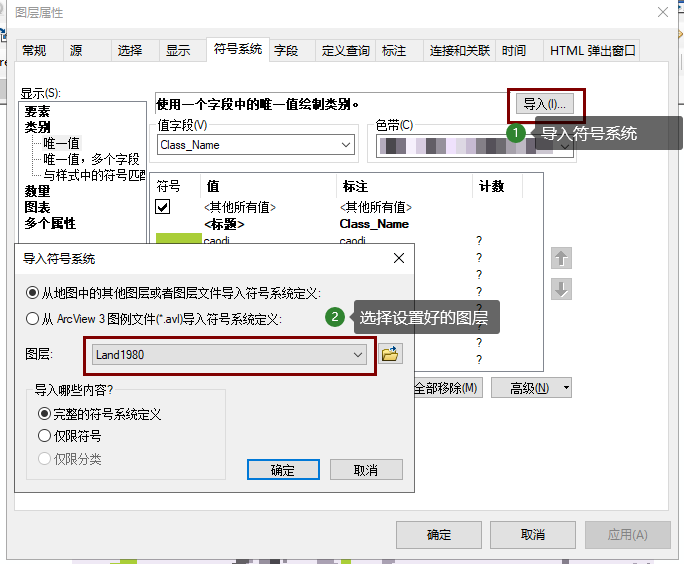 图层属性
常规 源 选择 显示 符号系统 字段 定义查询 标注 连接和关联 时间 HTML 弹出窗口
显示(S):
要素
类别
唯一值
唯一值，多个字段
与样式中的符号匹配
数量
图表
多个属性
使用一个字段中的唯一值绘制类别。
导入(I)...
1 导入符号系统
值字段(V)
Class_Name
色带(C)
符号 值 标注 计数
<其他所有值> <其他所有值>
<标题> Class_Name
caodi caodi ?
?
?
?
?
?
?
?
全部移除(M) 高级(N)
导入符号系统
从地图中的其他图层或者图层文件导入符号系统定义:
从 ArcView 3 图例文件(*.avl)导入符号系统定义:
2 选择设置好的图层
图层:
Land1980
导入哪些内容?
完整的符号系统定义
仅限符号
仅限分类
确定 取消
确定 取消 应用(A)